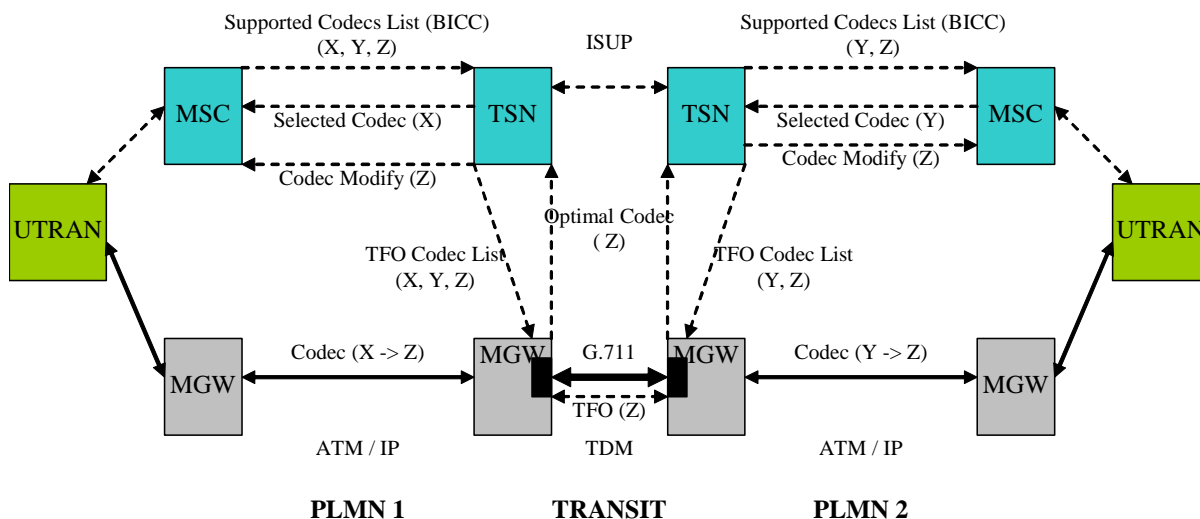 Supported Codecs List (BICC)
(X, Y, Z)
ISUP
Supported Codecs List (BICC)
(Y, Z)
MSC
Selected Codec (X)
TSN
TSN
Selected Codec (Y)
MSC
Codec Modify (Z)
Codec Modify (Z)
UTRAN
Optimal Codec
( Z)
UTRAN
TFO Codec List
(X, Y, Z)
TFO Codec List
(Y, Z)
MGW
Codec (X -> Z)
MGW
G.711
MGW
Codec (Y -> Z)
MGW
TFO (Z)
ATM / IP
TDM
ATM / IP
PLMN 1
TRANSIT
PLMN 2